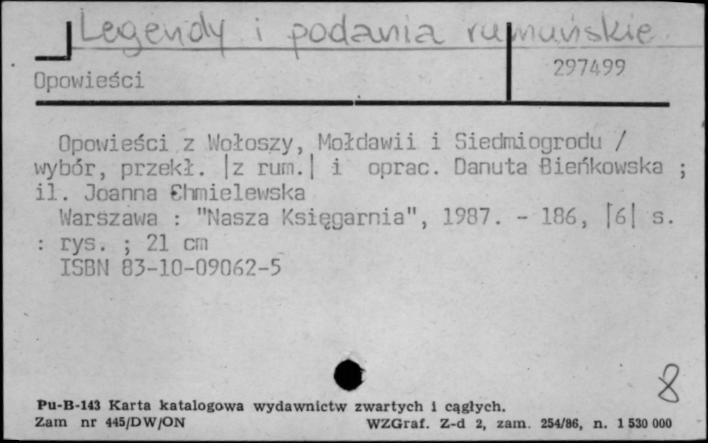 Legendy i podania rumuńskie
297499
Opowieści
Opowieści z Wołoszy, Mołdawii i Siedmiogrodu /
wybór, przekł. |z rum.| i oprac. Danuta Bieńkowska ;
il. Joanna Chmielewska
Warszawa : "Nasza Księgarnia", 1987. - 186, |6| s.
: rys. ; 21 cm
ISBN 83-10-09062-5
8
Pu-B-143 Karta katalogowa wydawnictw zwartych i cągłych.
Zam nr 445/DW/ON WZGraf. Z-d 2, zam. 254/86, n. 1 530 000